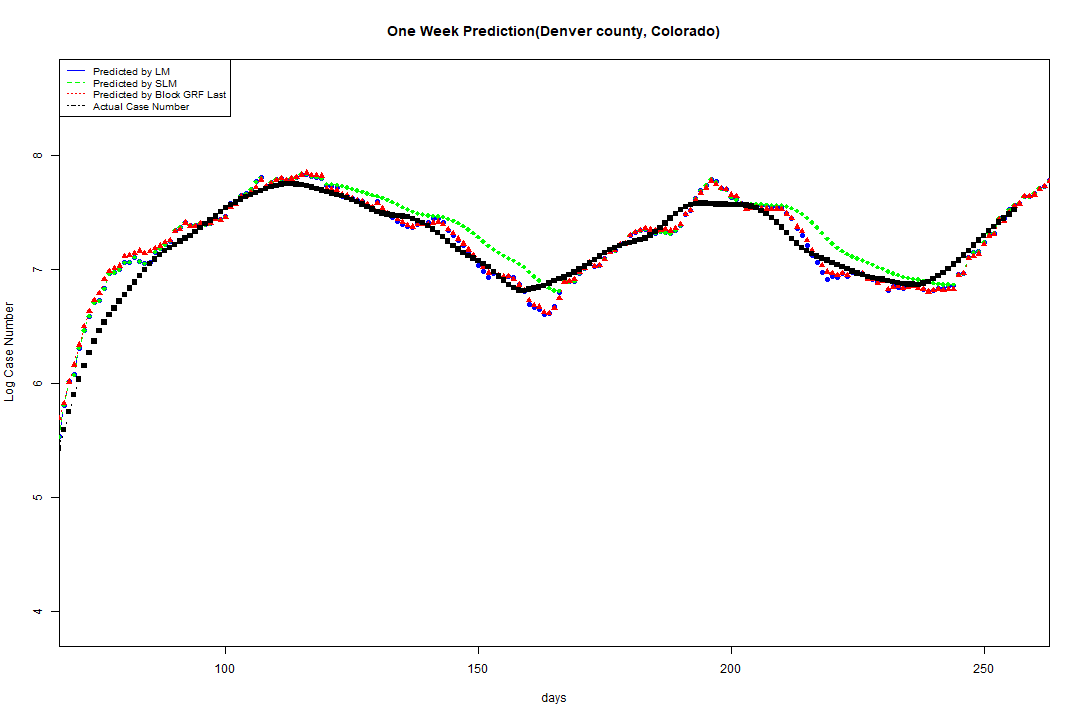 One Week Prediction(Denver county, Colorado)
Predicted by LM
Predicted by SLM
Predicted by Block GRF Last
Actual Case Number
8
7
6
5
4
Log Case Number
100 150 200 250
days